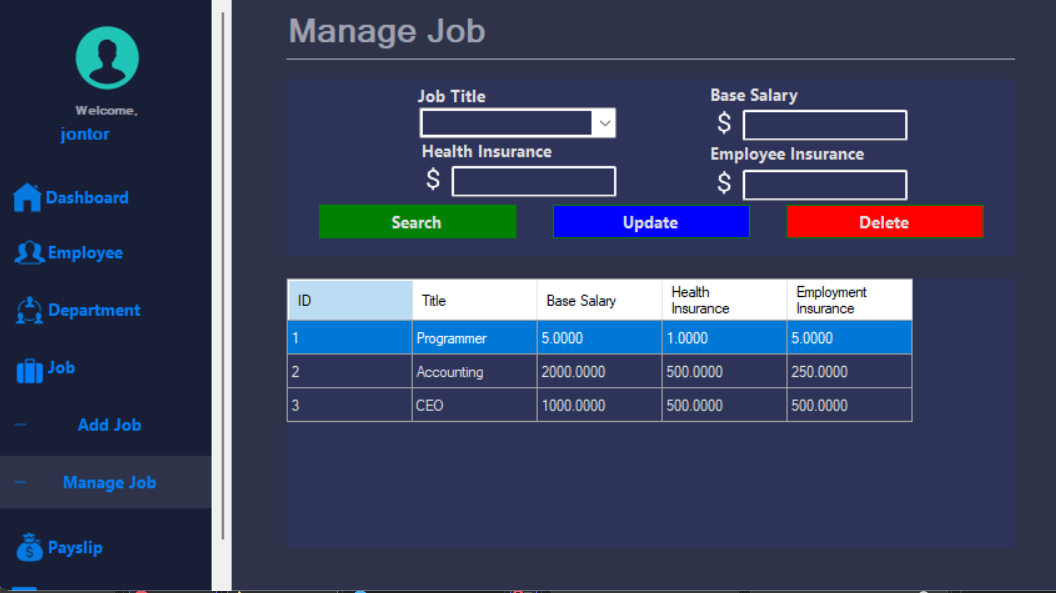 Welcome,
jontor
Dashboard
Employee
Department
Job
Add Job
Manage Job
Payslip
Manage Job
Job Title
Base Salary
$
Health Insurance
Employee Insurance
$
$
Search
Update
Delete
ID Title Base Salary Health Insurance Employment Insurance
1 Programmer 5.0000 1.0000 5.0000
2 Accounting 2000.0000 500.0000 250.0000
3 CEO 1000.0000 500.0000 500.0000